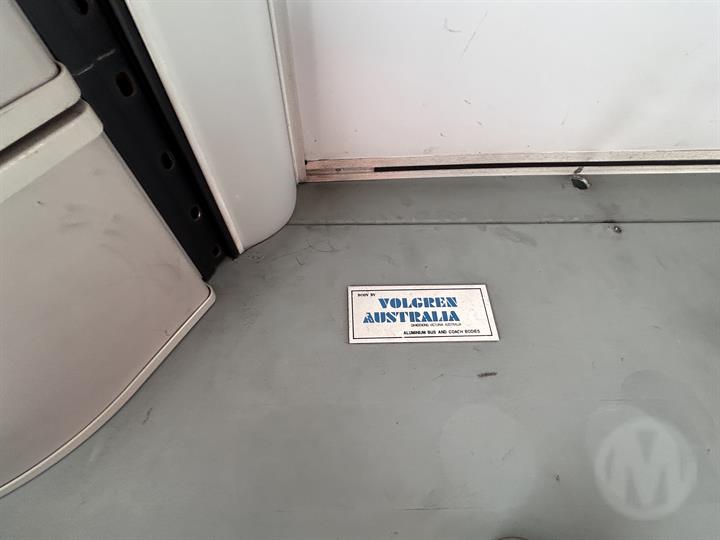 BODY BY
VOLGREN
AUSTRALIA
DANDENONG VICTORIA AUSTRALIA
ALUMINIUM BUS AND COACH BODIES
M